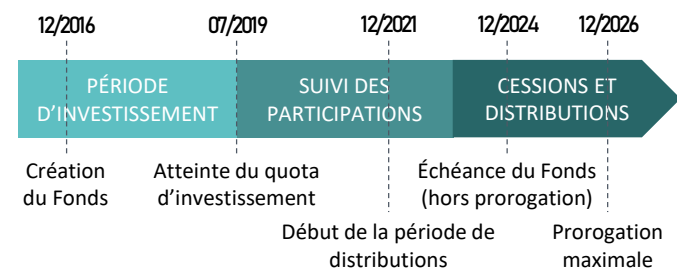 12/2016 07/2019 12/2021 12/2024 12/2026
PÉRIODE
D’INVESTISSEMENT
SUIVI DES
PARTICIPATIONS
CESSIONS ET
DISTRIBUTIONS
Création
du Fonds
Atteinte du quota
d’investissement
Échéance du Fonds
(hors prorogation)
Début de la période de
distributions
Prorogation
maximale